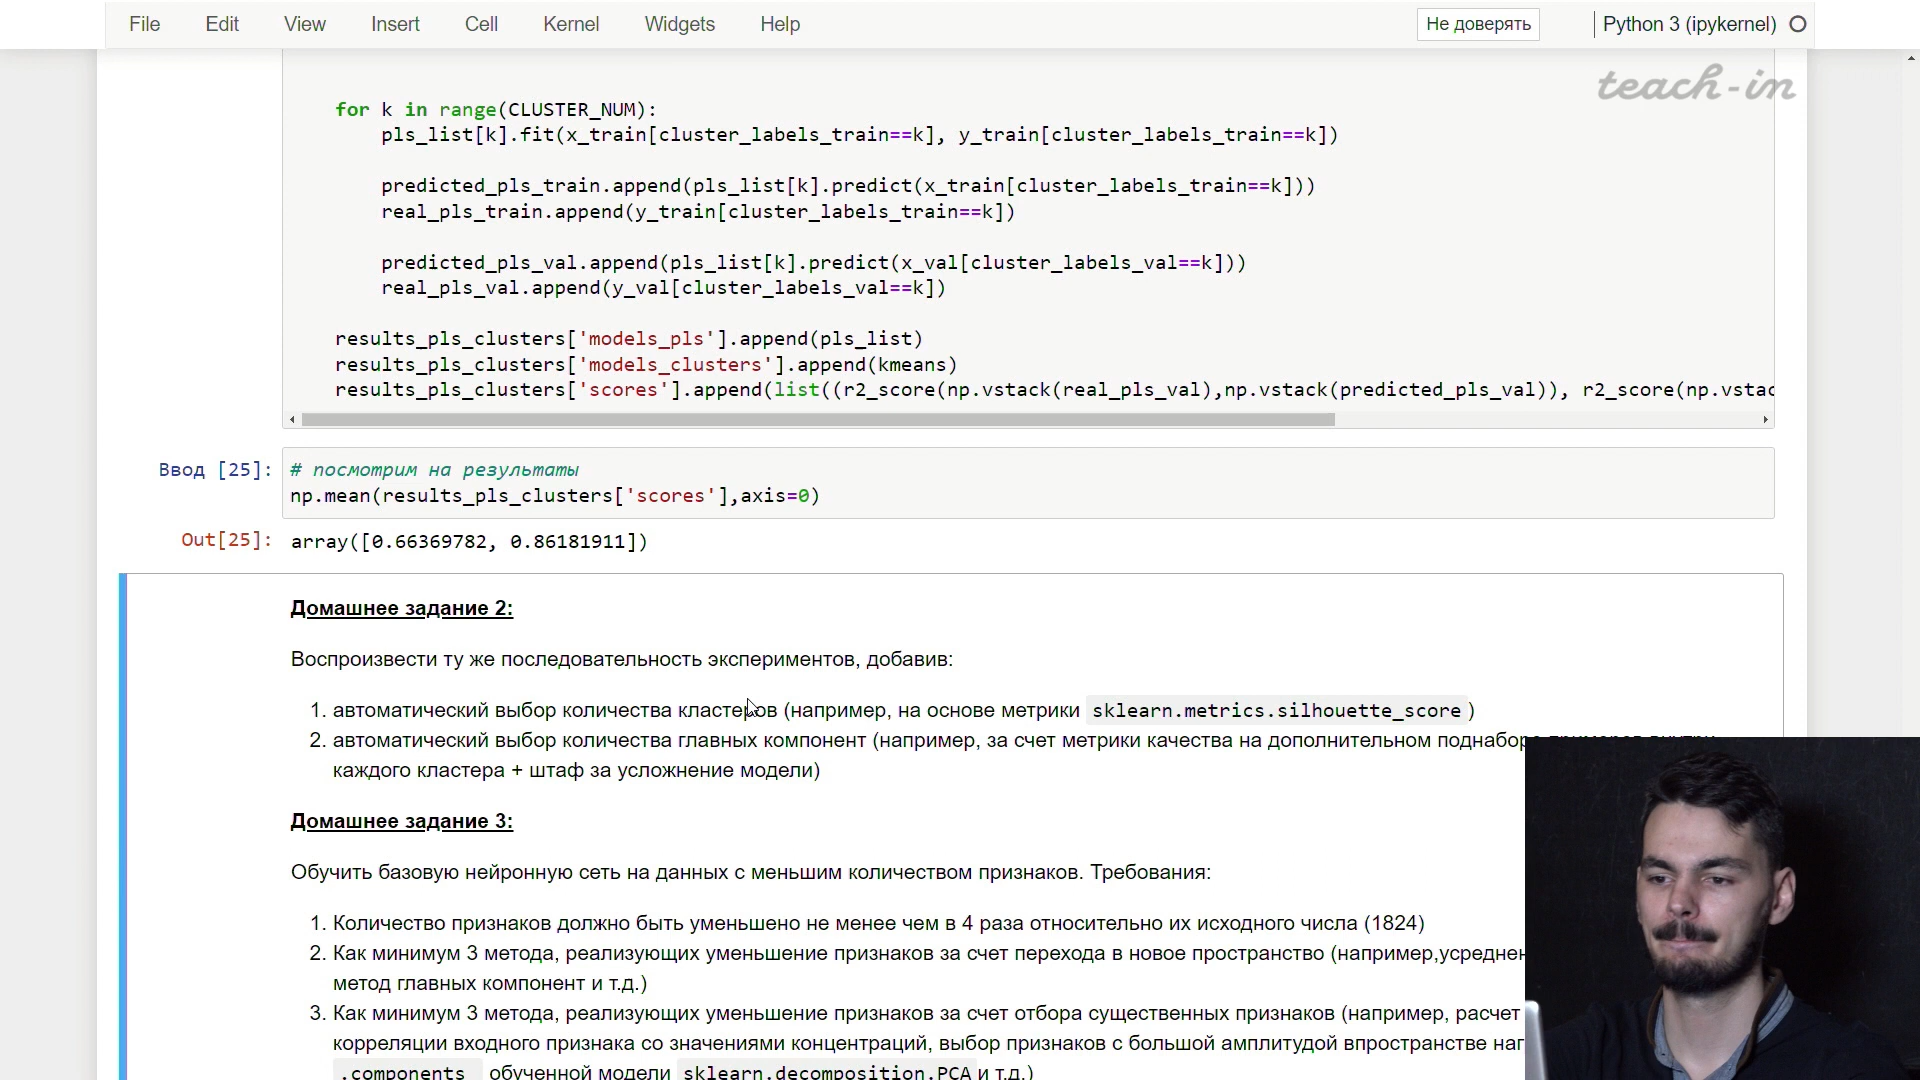 File Edit View Insert Cell Kernel Widgets Help Не доверять Python 3 (ipykernel)
teach-in
for k in range(CLUSTER_NUM):
pls_list[k].fit(x_train[cluster_labels_train==k], y_train[cluster_labels_train==k])
predicted_pls_train.append(pls_list[k].predict(x_train[cluster_labels_train==k]))
real_pls_train.append(y_train[cluster_labels_train==k])
predicted_pls_val.append(pls_list[k].predict(x_val[cluster_labels_val==k]))
real_pls_val.append(y_val[cluster_labels_val==k])
results_pls_clusters['models_pls'].append(pls_list)
results_pls_clusters['models_clusters'].append(kmeans)
results_pls_clusters['scores'].append(list((r2_score(np.vstack(real_pls_val),np.vstack(predicted_pls_val)), r2_score(np.vstac
Ввод [25]: # посмотрим на результаты
np.mean(results_pls_clusters['scores'],axis=0)
Out[25]: array([0.66369782, 0.86181911])
Домашнее задание 2:
Воспроизвести ту же последовательность экспериментов, добавив:
1. автоматический выбор количества кластеров (например, на основе метрики sklearn.metrics.silhouette_score )
2. автоматический выбор количества главных компонент (например, за счет метрики качества на дополнительном
каждого кластера + штаф за усложнение модели)
Домашнее задание 3:
Обучить базовую нейронную сеть на данных с меньшим количеством признаков. Требования:
1. Количество признаков должно быть уменьшено не менее чем в 4 раза относительно их исходного числа (1824)
2. Как минимум 3 метода, реализующих уменьшение признаков за счет перехода в новое пространство (например,усреднен
метод главных компонент и т.д.)
3. Как минимум 3 метода, реализующих уменьшение признаков за счет отбора существенных признаков (например, расчет
корреляции входного признака со значениями концентраций, выбор признаков с большой амплитудой впространстве наг
.components_ обученной модели sklearn.decomposition.PCA и т.д.)